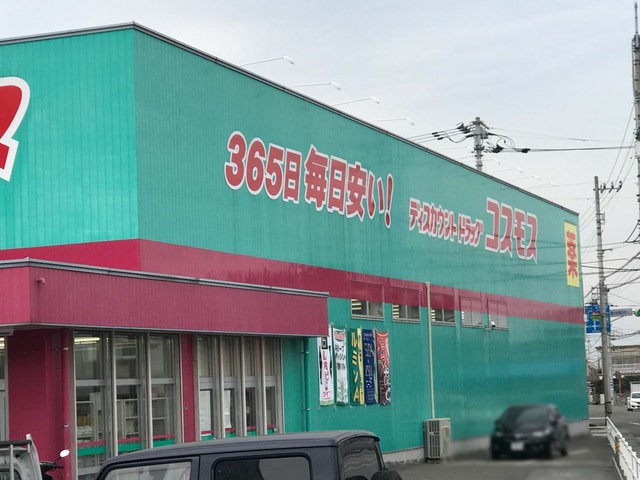 365日 毎日安い!
ディスカウント ドラッグ コスモス
薬